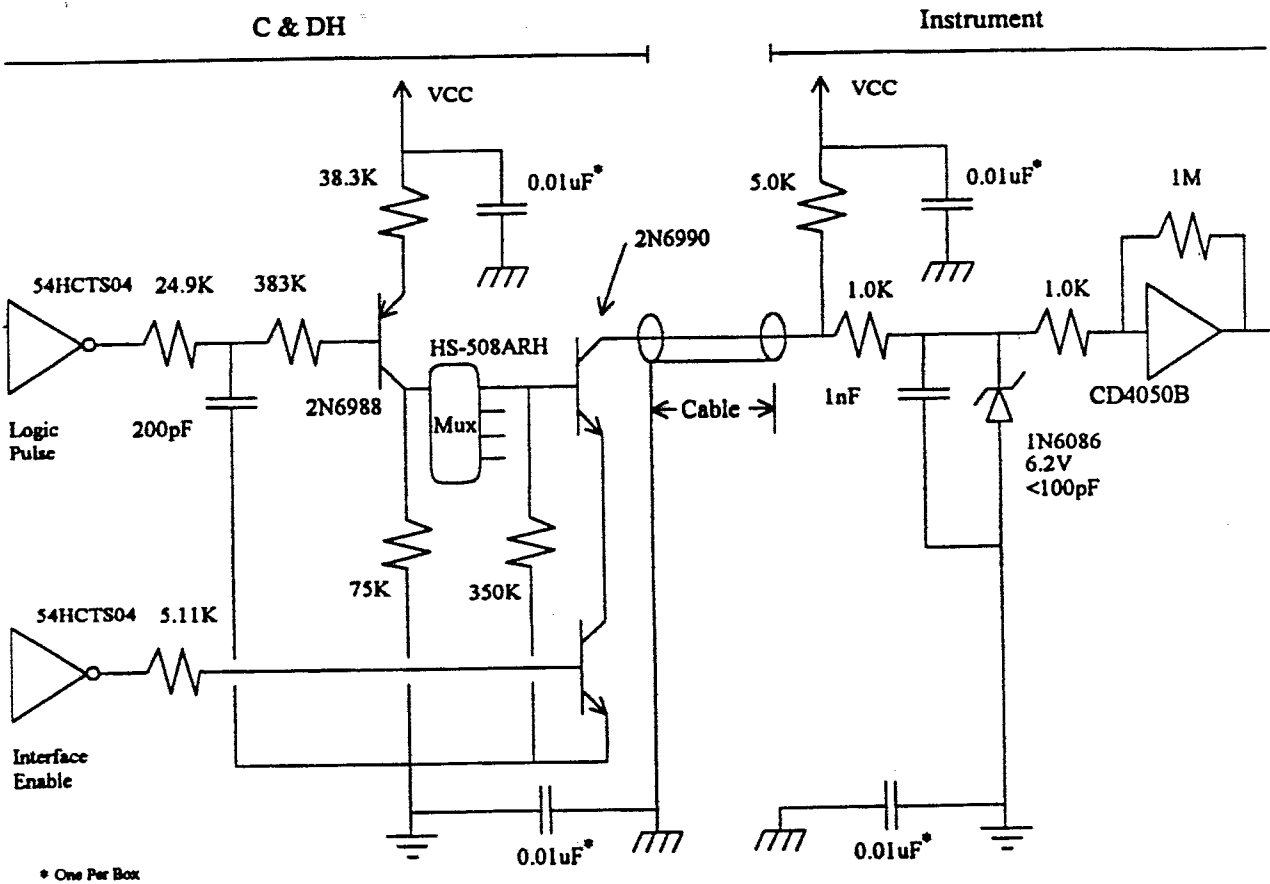 C & DH
Instrument
VCC
VCC
38.3K
0.01uF*
5.0K
0.01uF*
1M
2N6990
54HCTS04
24.9K
383K
1.0K
1.0K
HS-508ARH
2N6988
Mux
Cable
1nF
CD4050B
Logic
Pulse
200pF
1N6086
6.2V
<100pF
75K
350K
54HCTS04
5.11K
Interface
Enable
0.01uF*
0.01uF*
* One Per Box